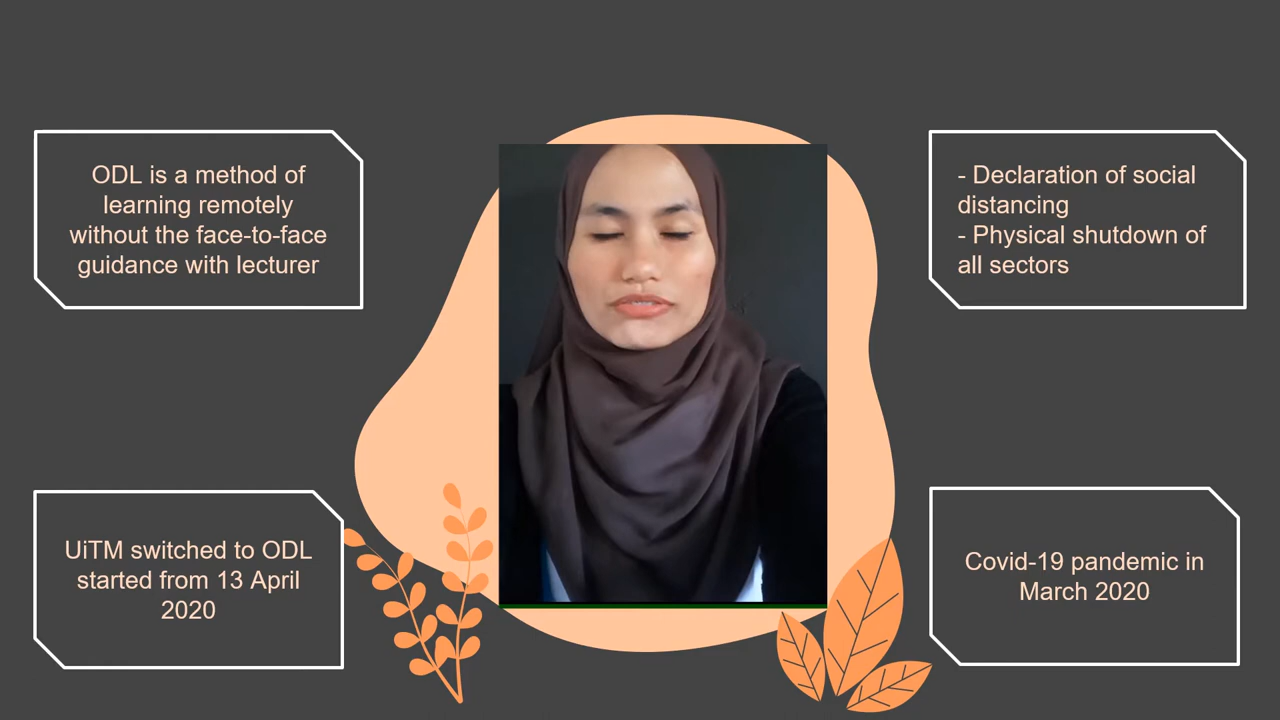 ODL is a method of
learning remotely
without the face-to-face
guidance with lecturer
- Declaration of social
distancing
- Physical shutdown of
all sectors
UiTM switched to ODL
started from 13 April
2020
Covid-19 pandemic in
March 2020